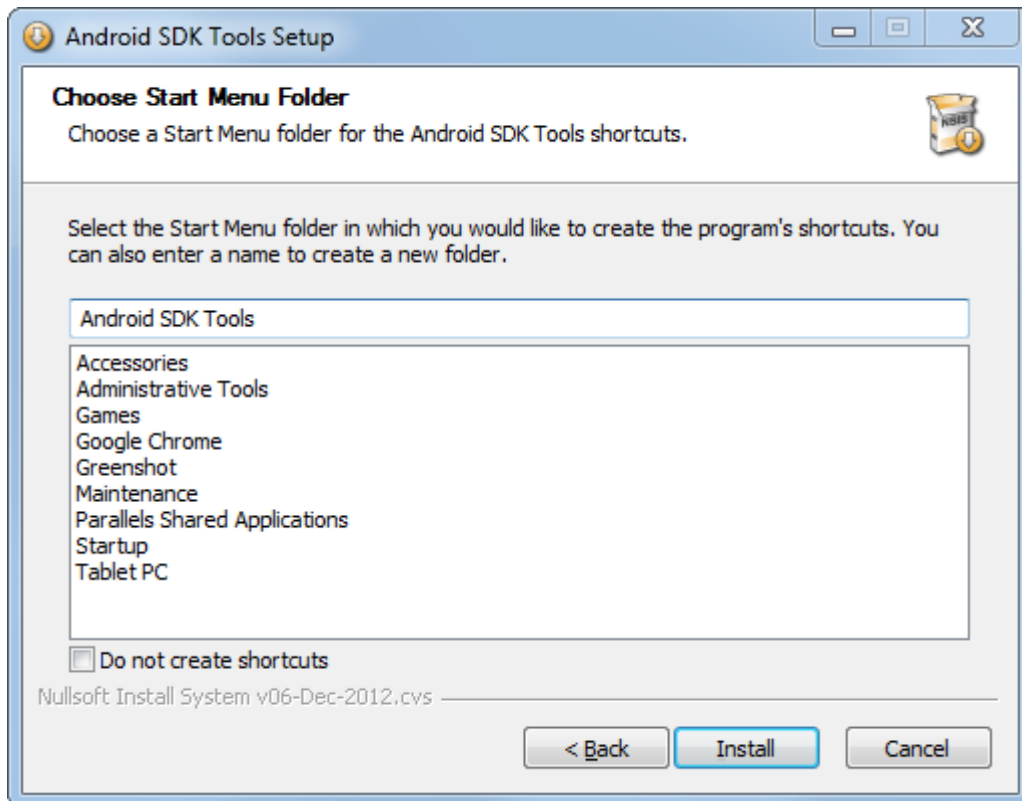 Android SDK Tools Setup
Choose Start Menu Folder
Choose a Start Menu folder for the Android SDK Tools shortcuts.
NSIS
Select the Start Menu folder in which you would like to create the program's shortcuts. You
can also enter a name to create a new folder.
Android SDK Tools
Accessories
Administrative Tools
Games
Google Chrome
Greenshot
Maintenance
Parallels Shared Applications
Startup
Tablet PC
Do not create shortcuts
Nullsoft Install System v06-Dec-2012.cvs
< Back Install Cancel